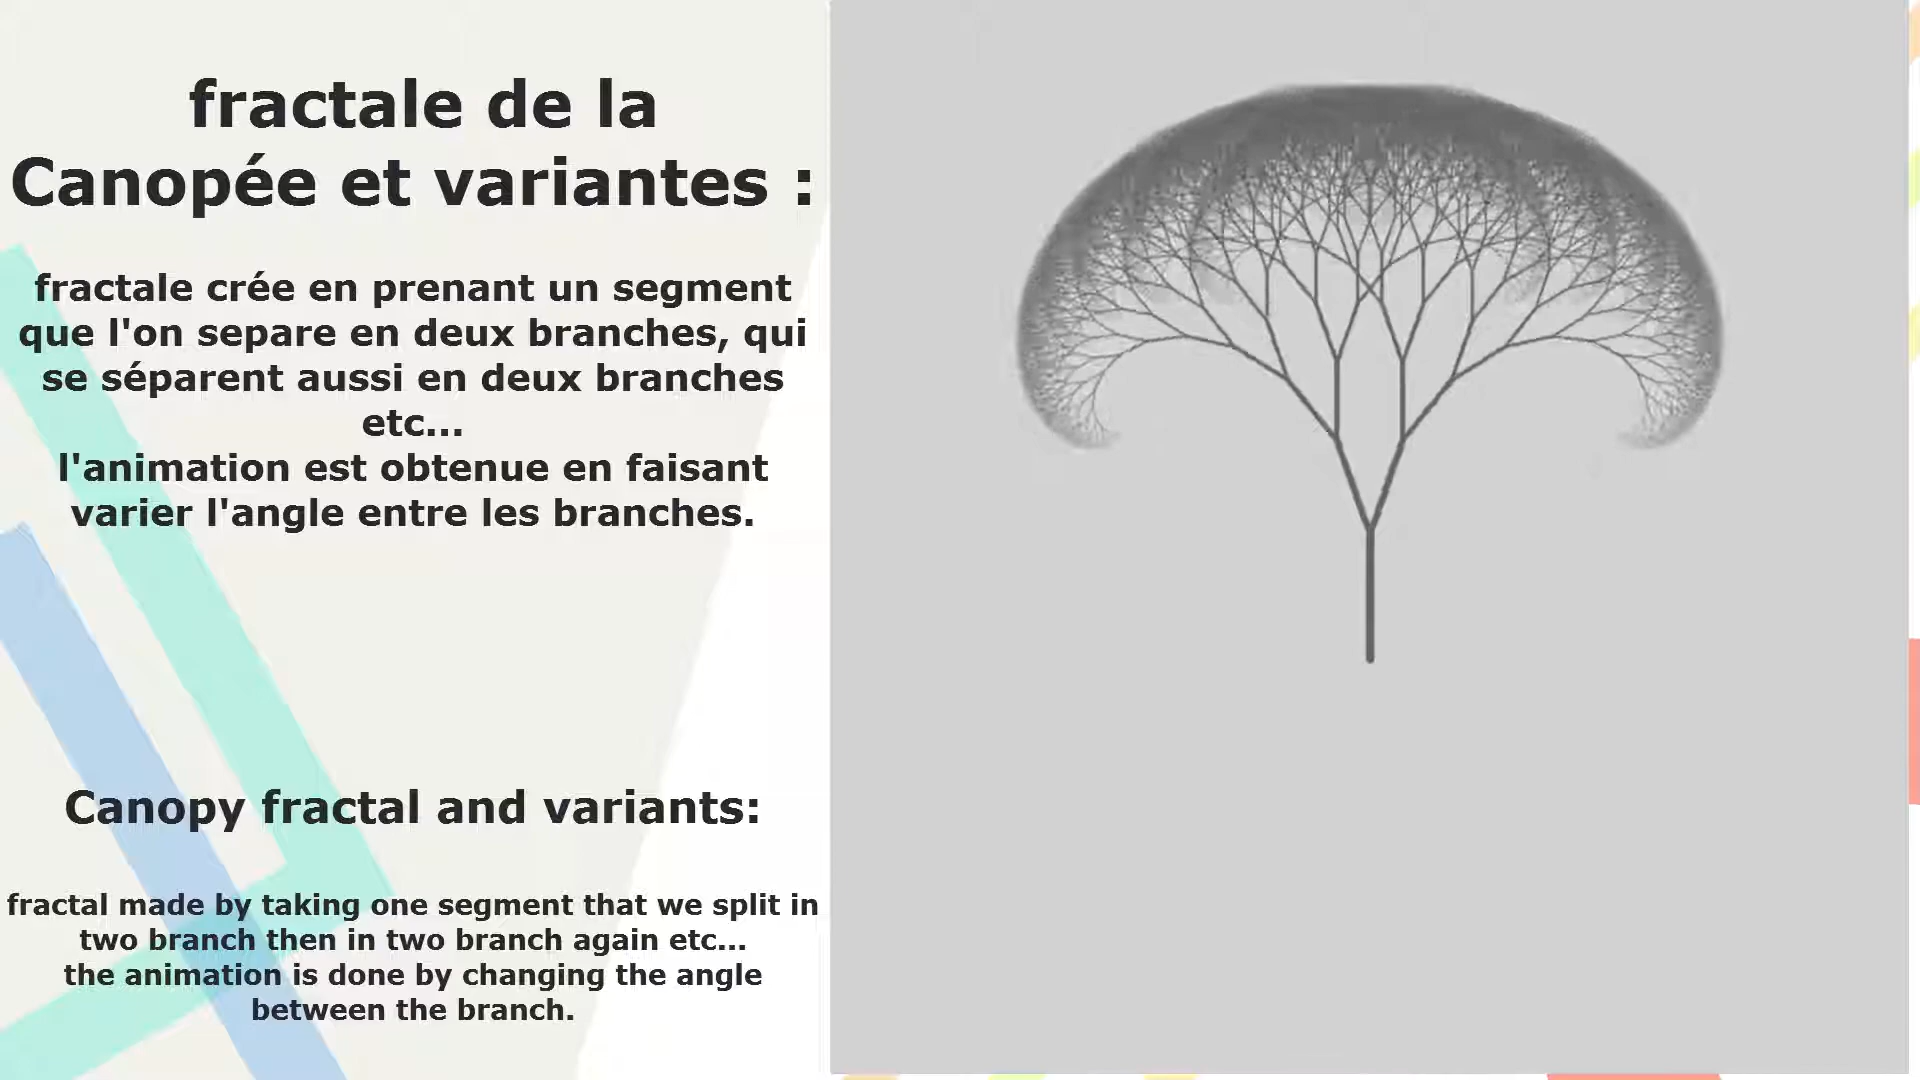 fractale de la
Canopée et variantes :
fractale crée en prenant un segment
que l'on separe en deux branches, qui
se séparent aussi en deux branches
etc...
l'animation est obtenue en faisant
varier l'angle entre les branches.
Canopy fractal and variants:
fractal made by taking one segment that we split in
two branch then in two branch again etc...
the animation is done by changing the angle
between the branch.